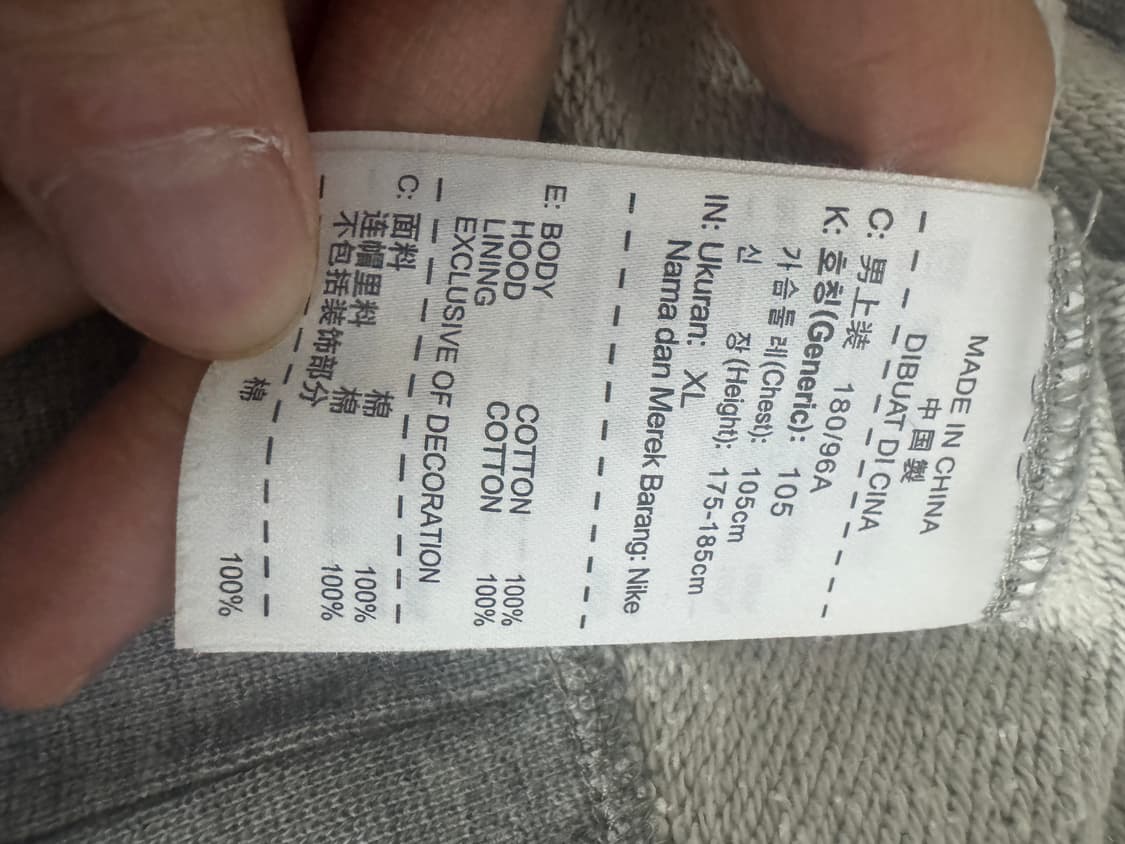 MADE IN CHINA
中国製
DIBUAT DI CINA
C: 男上装 180/96A
K: 호칭(Generic): 105
가슴둘레(Chest): 105cm
신 장(Height): 175-185cm
IN: Ukuran: XL
Nama dan Merek Barang: Nike
E: BODY COTTON 100%
HOOD
LINING COTTON 100%
EXCLUSIVE OF DECORATION
C: 面料 棉 100%
连帽里料 棉 100%
不包括装饰部分
棉 100%